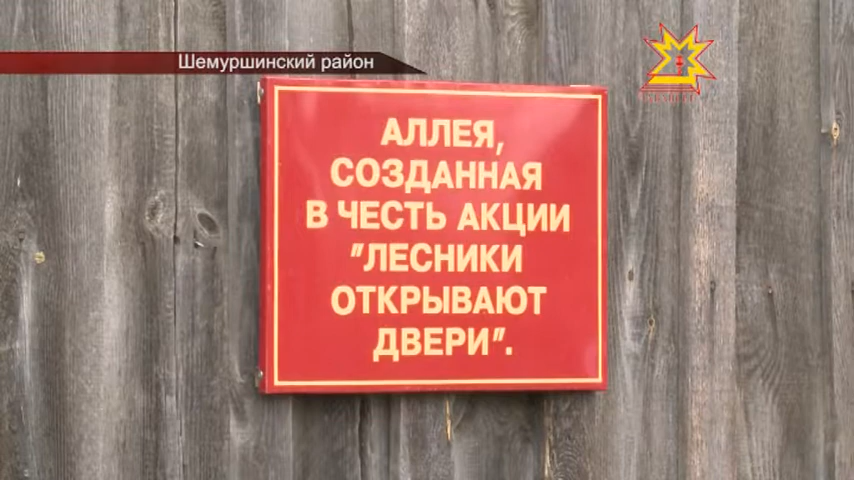 Шемуршинский район
АЛЛЕЯ,
СОЗДАННАЯ
В ЧЕСТЬ АКЦИИ
"ЛЕСНИКИ
ОТКРЫВАЮТ
ДВЕРИ".